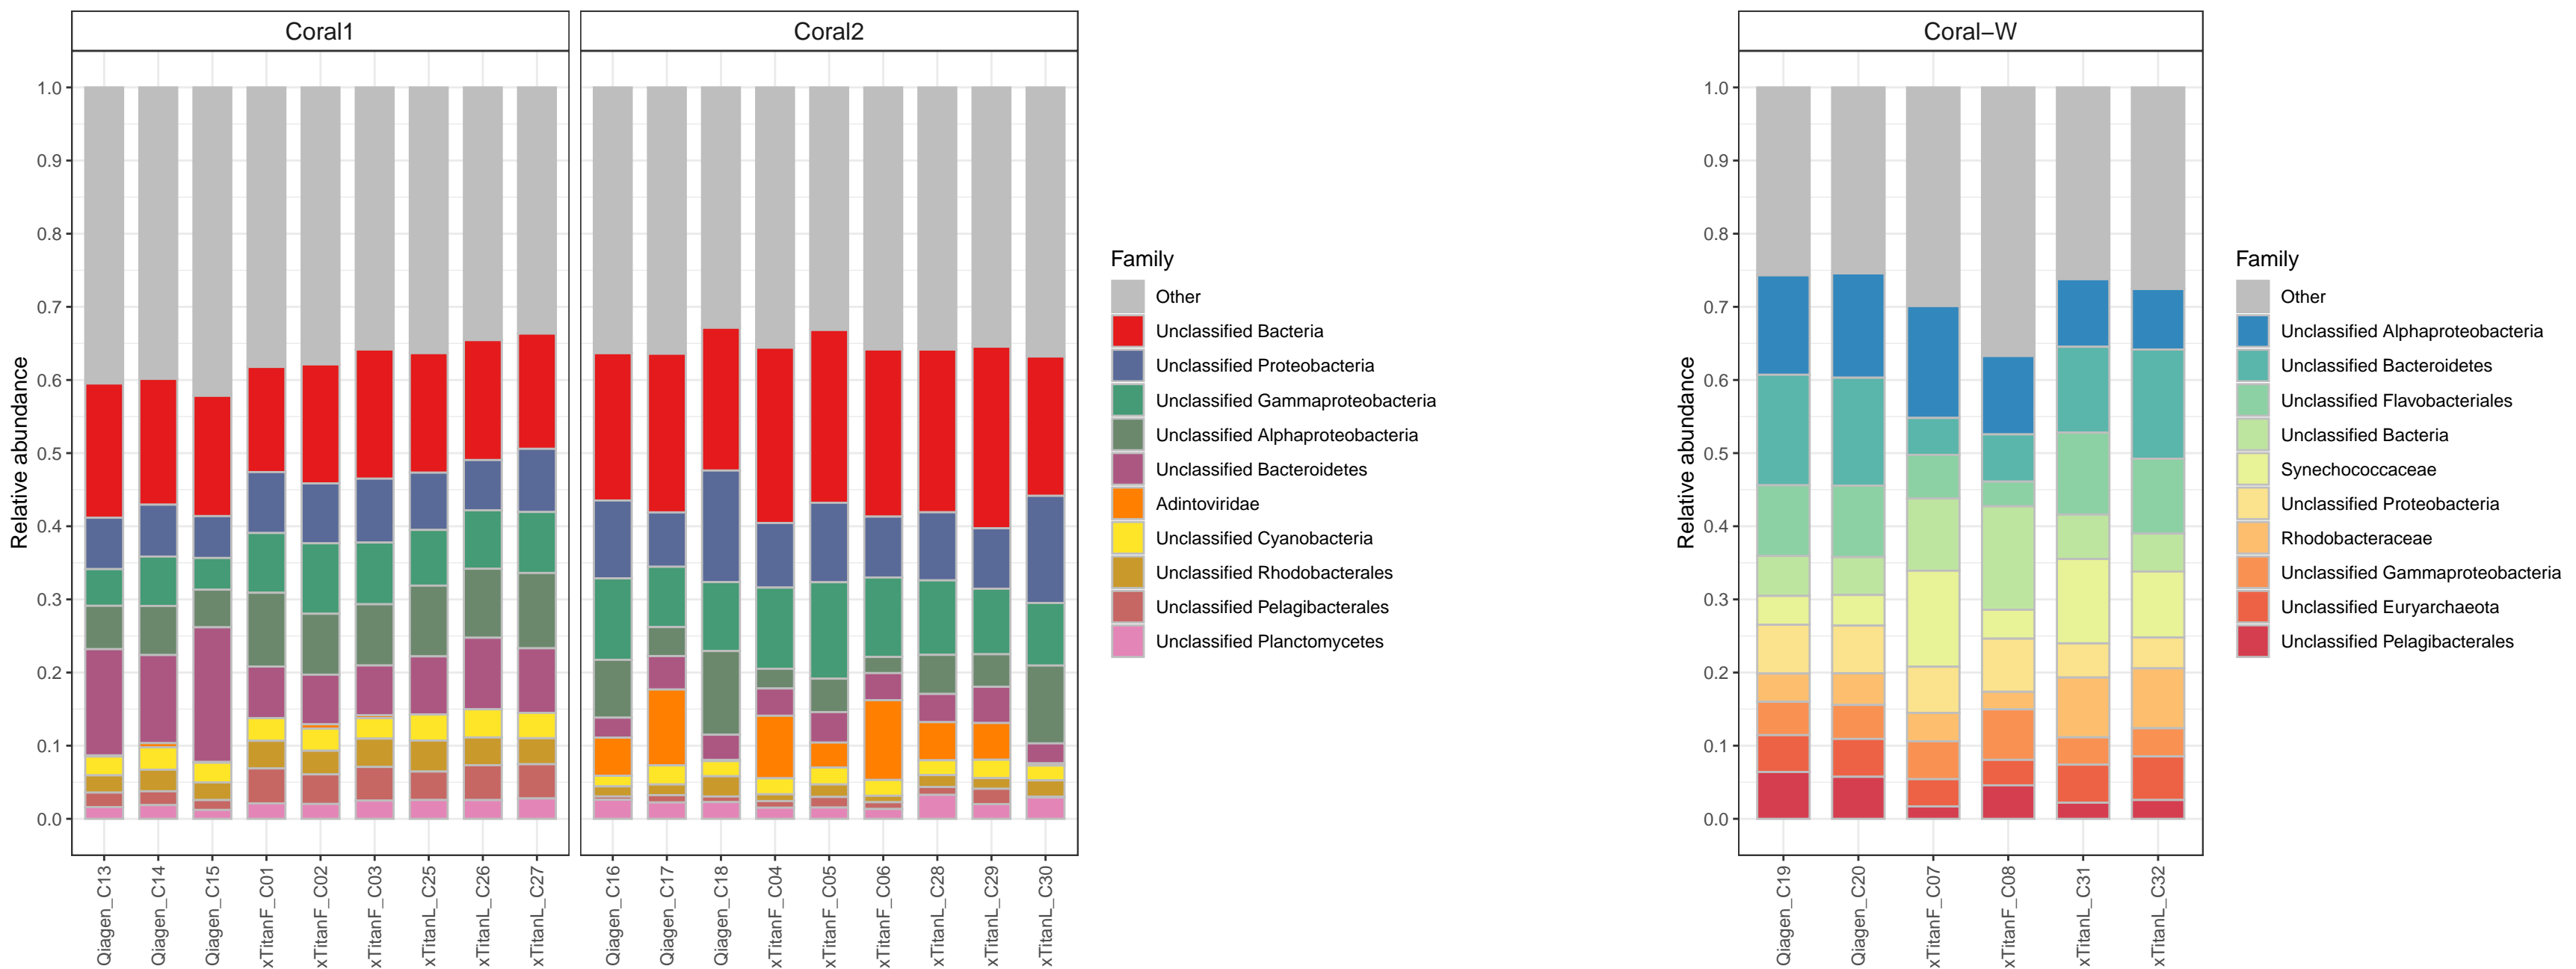 Coral1
Coral2
Coral−W
Relative abundance
1.0
0.9
0.8
0.7
0.6
0.5
0.4
0.3
0.2
0.1
0.0
Qiagen_C13
Qiagen_C14
Qiagen_C15
xTitanF_C01
xTitanF_C02
xTitanF_C03
xTitanL_C25
xTitanL_C26
xTitanL_C27
Qiagen_C16
Qiagen_C17
Qiagen_C18
xTitanF_C04
xTitanF_C05
xTitanF_C06
xTitanL_C28
xTitanL_C29
xTitanL_C30
Family
Other
Unclassified Bacteria
Unclassified Proteobacteria
Unclassified Gammaproteobacteria
Unclassified Alphaproteobacteria
Unclassified Bacteroidetes
Adintoviridae
Unclassified Cyanobacteria
Unclassified Rhodobacterales
Unclassified Pelagibacterales
Unclassified Planctomycetes
Relative abundance
1.0
0.9
0.8
0.7
0.6
0.5
0.4
0.3
0.2
0.1
0.0
Qiagen_C19
Qiagen_C20
xTitanF_C07
xTitanF_C08
xTitanL_C31
xTitanL_C32
Family
Other
Unclassified Alphaproteobacteria
Unclassified Bacteroidetes
Unclassified Flavobacteriales
Unclassified Bacteria
Synechococcaceae
Unclassified Proteobacteria
Rhodobacteraceae
Unclassified Gammaproteobacteria
Unclassified Euryarchaeota
Unclassified Pelagibacterales